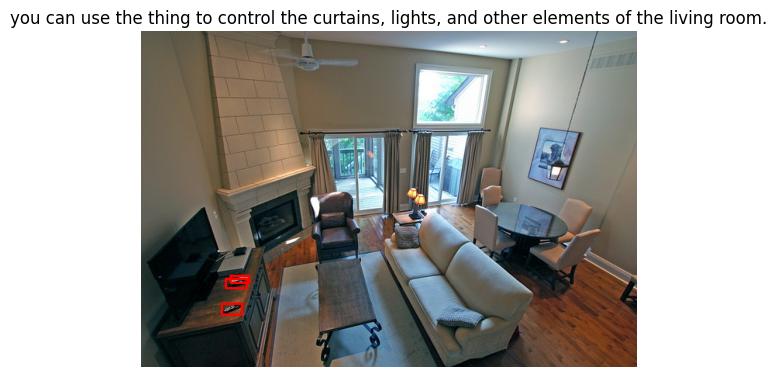 you can use the thing to control the curtains, lights, and other elements of the living room.